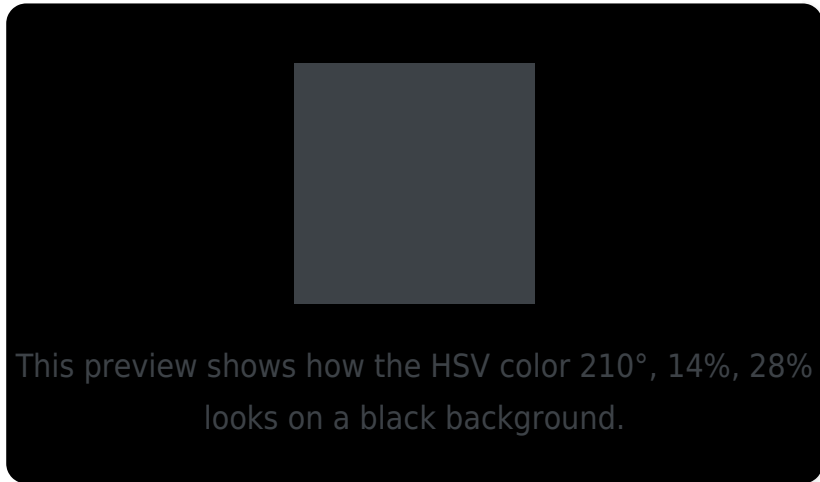 This preview shows how the HSV color 210°, 14%, 28%
looks on a black background.